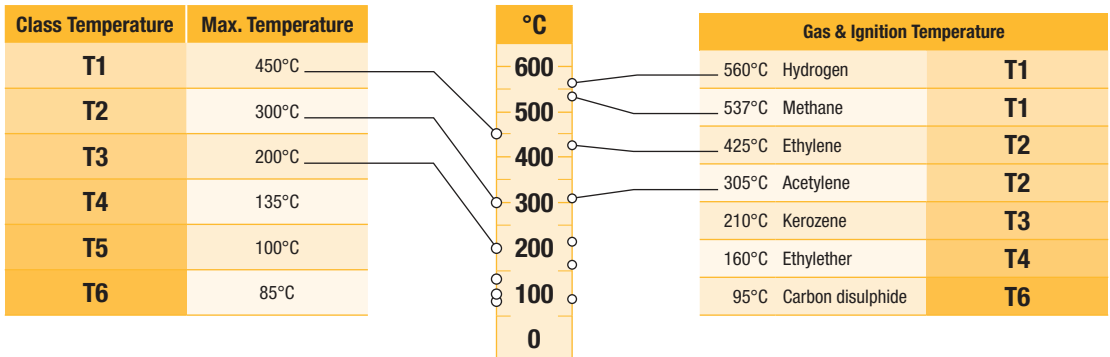 Class Temperature Max. Temperature
T1 450°C
T2 300°C
T3 200°C
T4 135°C
T5 100°C
T6 85°C
°C
600
500
400
300
200
100
0
Gas & Ignition Temperature
560°C Hydrogen T1
537°C Methane T1
425°C Ethylene T2
305°C Acetylene T2
210°C Kerozene T3
160°C Ethylether T4
95°C Carbon disulphide T6